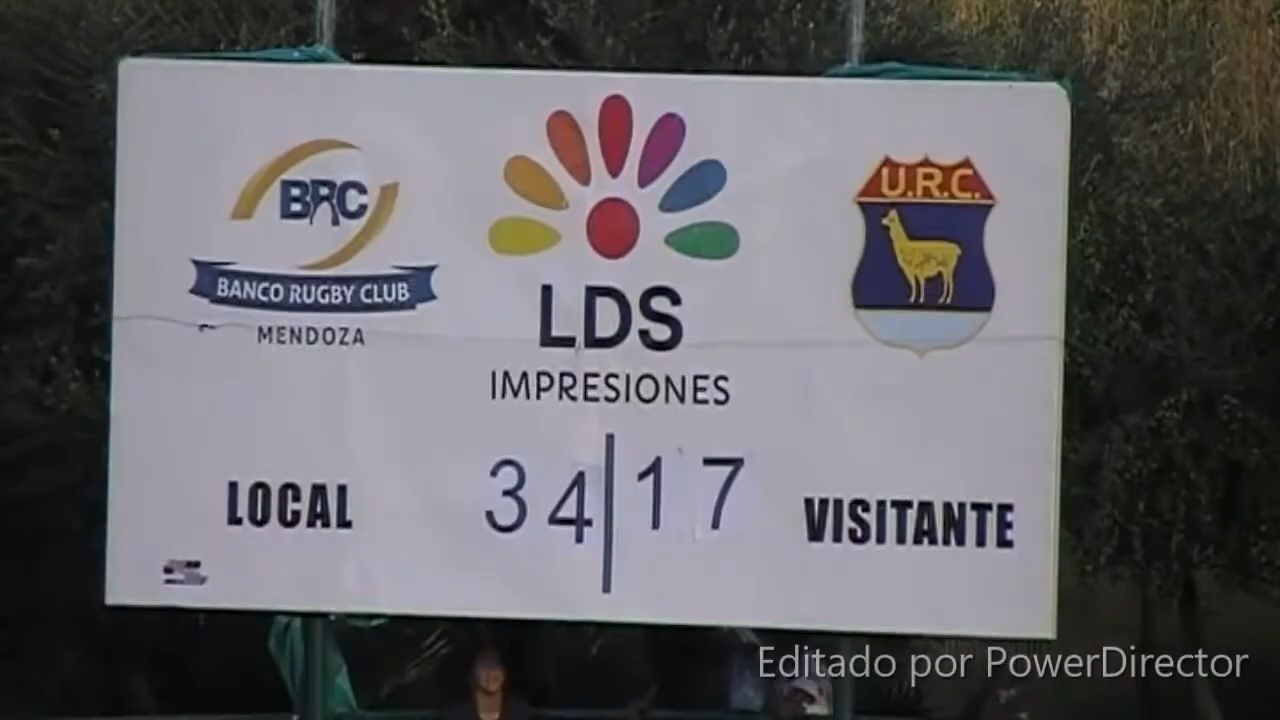 BRC
BANCO RUGBY CLUB
MENDOZA
LDS
IMPRESIONES
U.R.C.
LOCAL
34
17
VISITANTE
Editado por PowerDirector